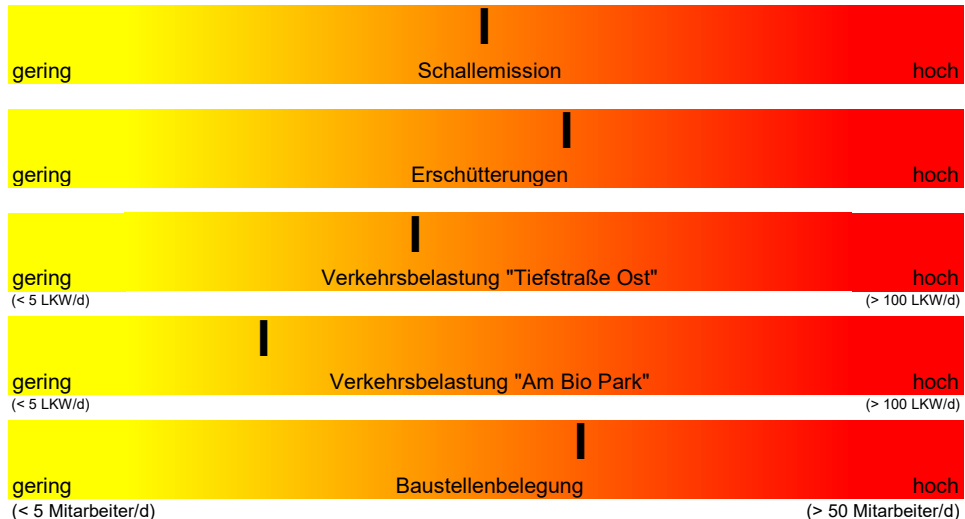 gering Schallemission hoch
gering Erschütterungen hoch
gering Verkehrsbelastung "Tiefstraße Ost" hoch
(< 5 LKW/d) (> 100 LKW/d)
gering Verkehrsbelastung "Am Bio Park" hoch
(< 5 LKW/d) (> 100 LKW/d)
gering Baustellenbelegung hoch
(< 5 Mitarbeiter/d) (> 50 Mitarbeiter/d)